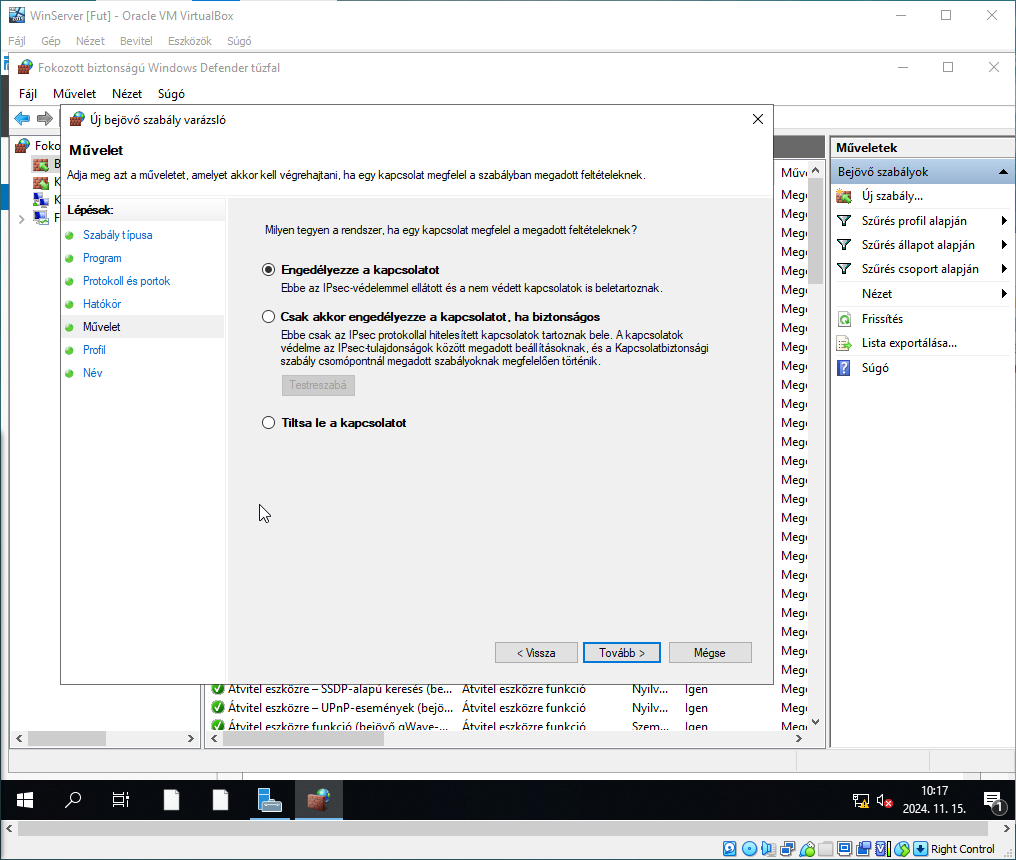 WinServer [Fut] - Oracle VM VirtualBox
Fájl Gép Nézet Bevitel Eszközök Súgó
Fokozott biztonságú Windows Defender tűzfal
Fájl Művelet Nézet Súgó
Új bejövő szabály varázsló
Művelet
Adja meg azt a műveletet, amelyet akkor kell végrehajtani, ha egy kapcsolat megfelel a szabályban megadott feltételeknek.
Lépések:
Szabály típusa
Program
Protokoll és portok
Hatókör
Művelet
Profil
Név
Milyen tegyen a rendszer, ha egy kapcsolat megfelel a megadott feltételeknek?
Engedélyezze a kapcsolatot
Ebbe az IPsec-védelemmel ellátott és a nem védett kapcsolatok is beletartoznak.
Csak akkor engedélyezze a kapcsolatot, ha biztonságos
Ebbe csak az IPsec protokollal hitelesített kapcsolatok tartoznak bele. A kapcsolatok
védelme az IPsec-tulajdonságok között megadott beállításoknak, és a Kapcsolatbiztonsági
szabály csomópontnál megadott szabályoknak megfelelően történik.
Testreszabá
Tiltsa le a kapcsolatot
< Vissza Tovább > Mégse
Műveletek
Bejövő szabályok
Új szabály...
Szűrés profil alapján
Szűrés állapot alapján
Szűrés csoport alapján
Nézet
Frissítés
Lista exportálása...
Súgó
Átvitel eszközre – SSDP-alapú keresés (be... Átvitel eszközre funkció Nyilv... Igen
Átvitel eszközre – UPnP-események (bejö... Átvitel eszközre funkció Nyilv... Igen
Átvitel eszközre funkció (bejövő qWave-... Átvitel eszközre funkció Szem... Igen
10:17
2024. 11. 15.
1
Right Control